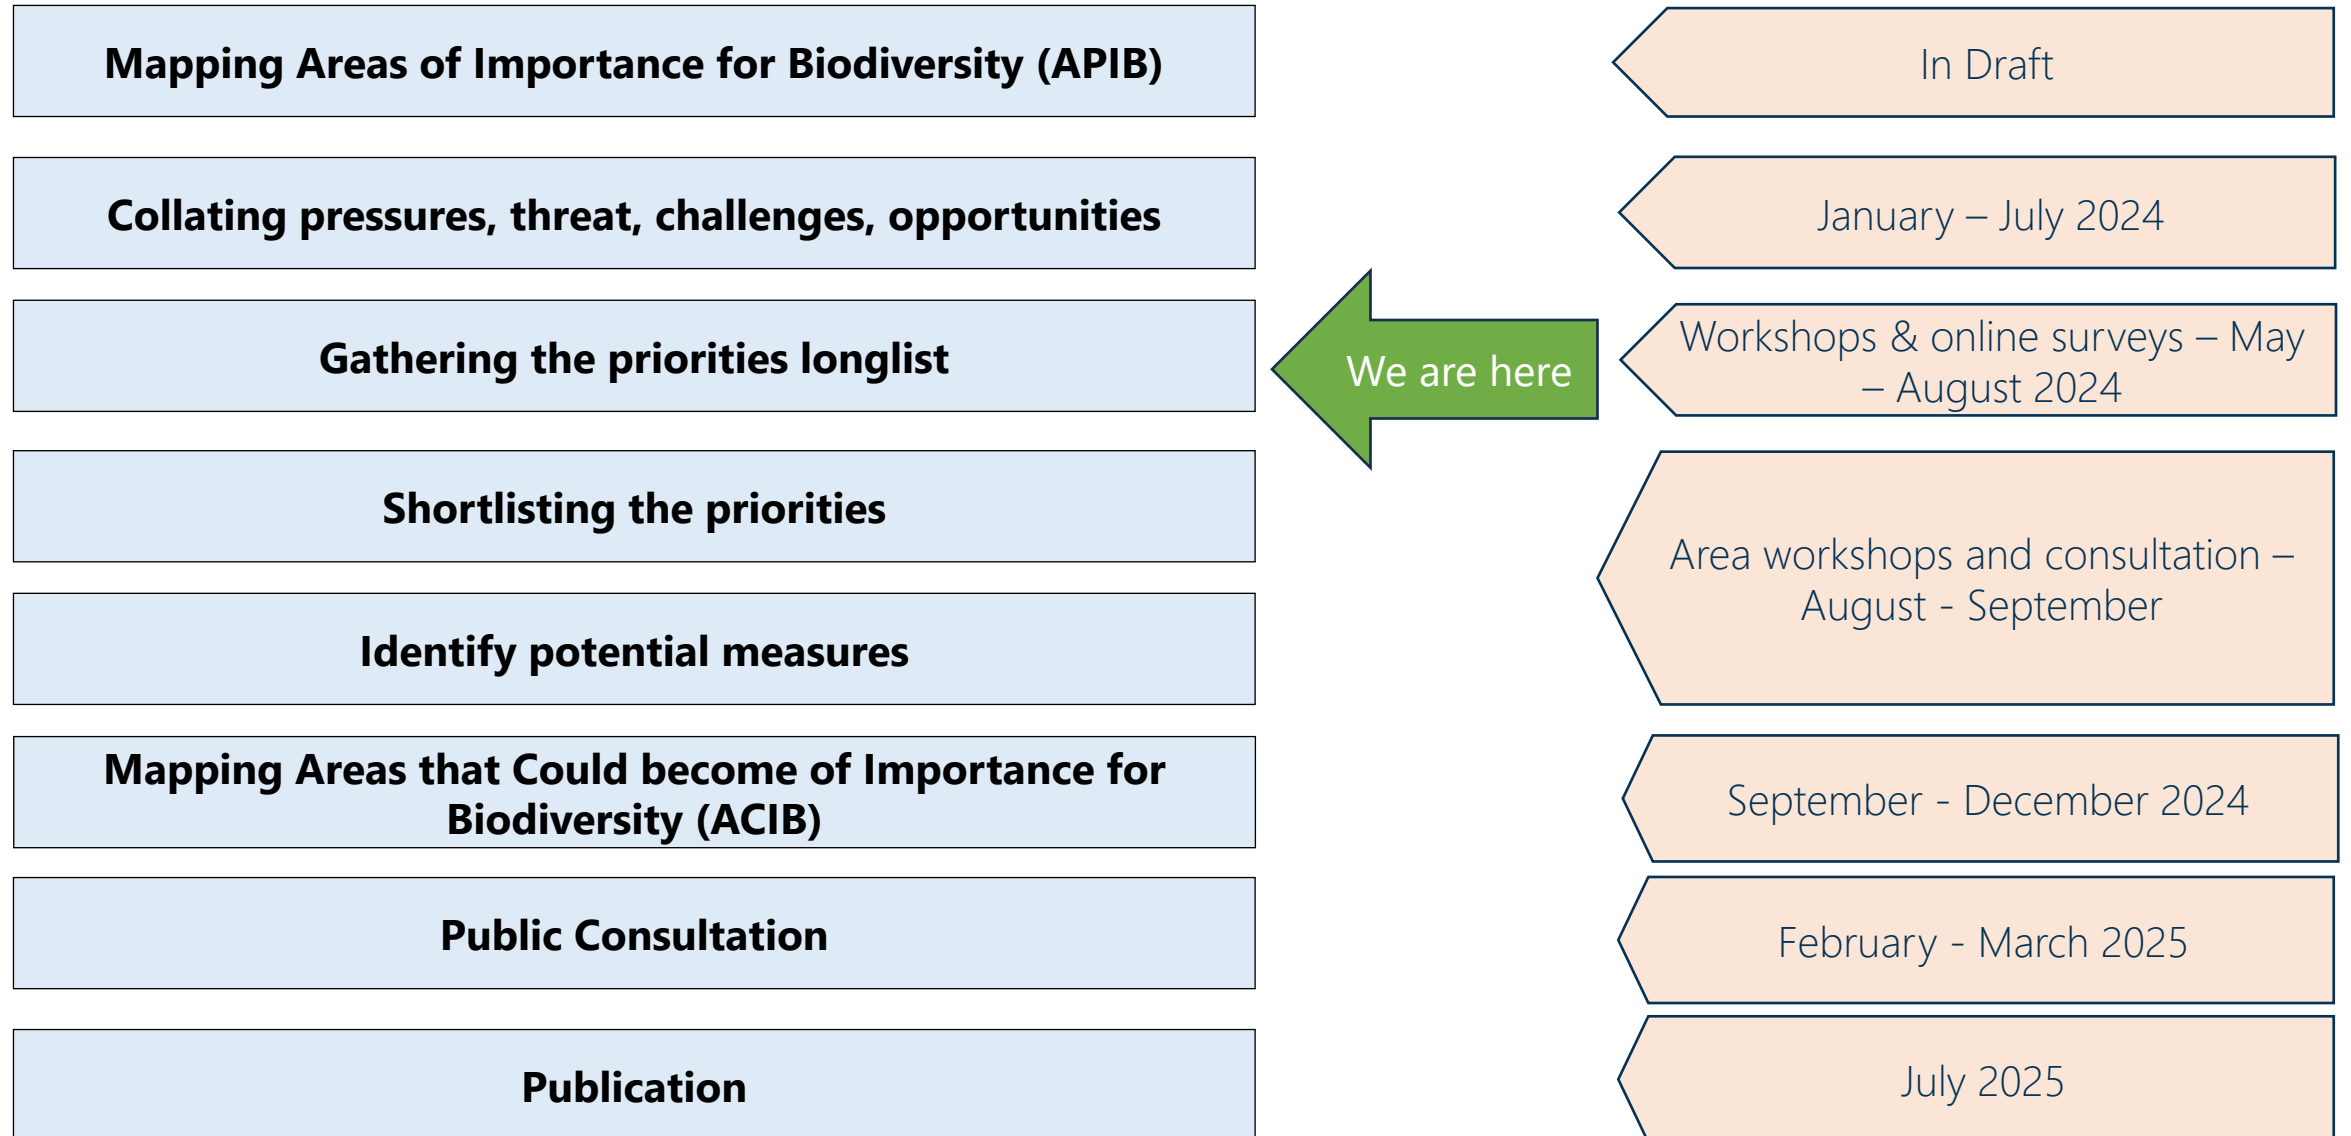 Mapping Areas of Importance for Biodiversity (APIB)
In Draft
Collating pressures, threat, challenges, opportunities
January – July 2024
Gathering the priorities longlist
We are here
Workshops & online surveys – May
– August 2024
Shortlisting the priorities
Area workshops and consultation –
August - September
Identify potential measures
Mapping Areas that Could become of Importance for
Biodiversity (ACIB)
September - December 2024
Public Consultation
February - March 2025
Publication
July 2025